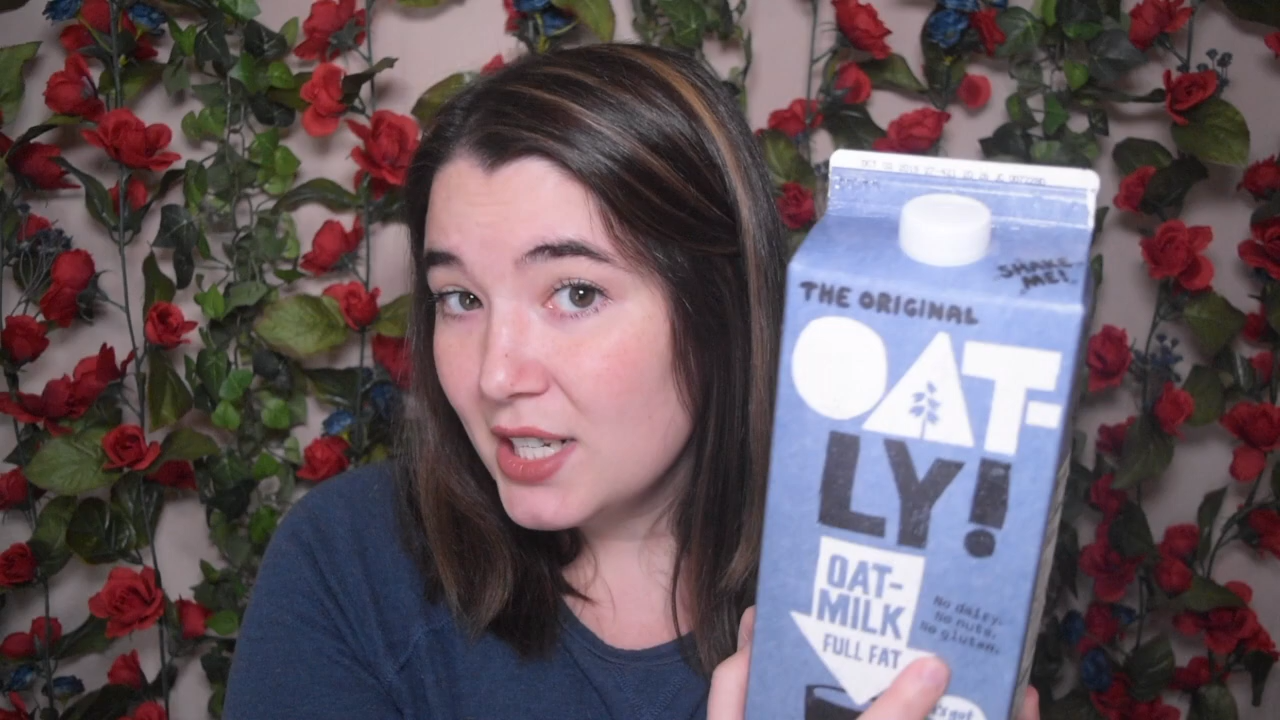 SHAKE
ME!
THE ORIGINAL
OAT-
LY!
OAT-
MILK
FULL FAT
No dairy.
No nuts.
No gluten.